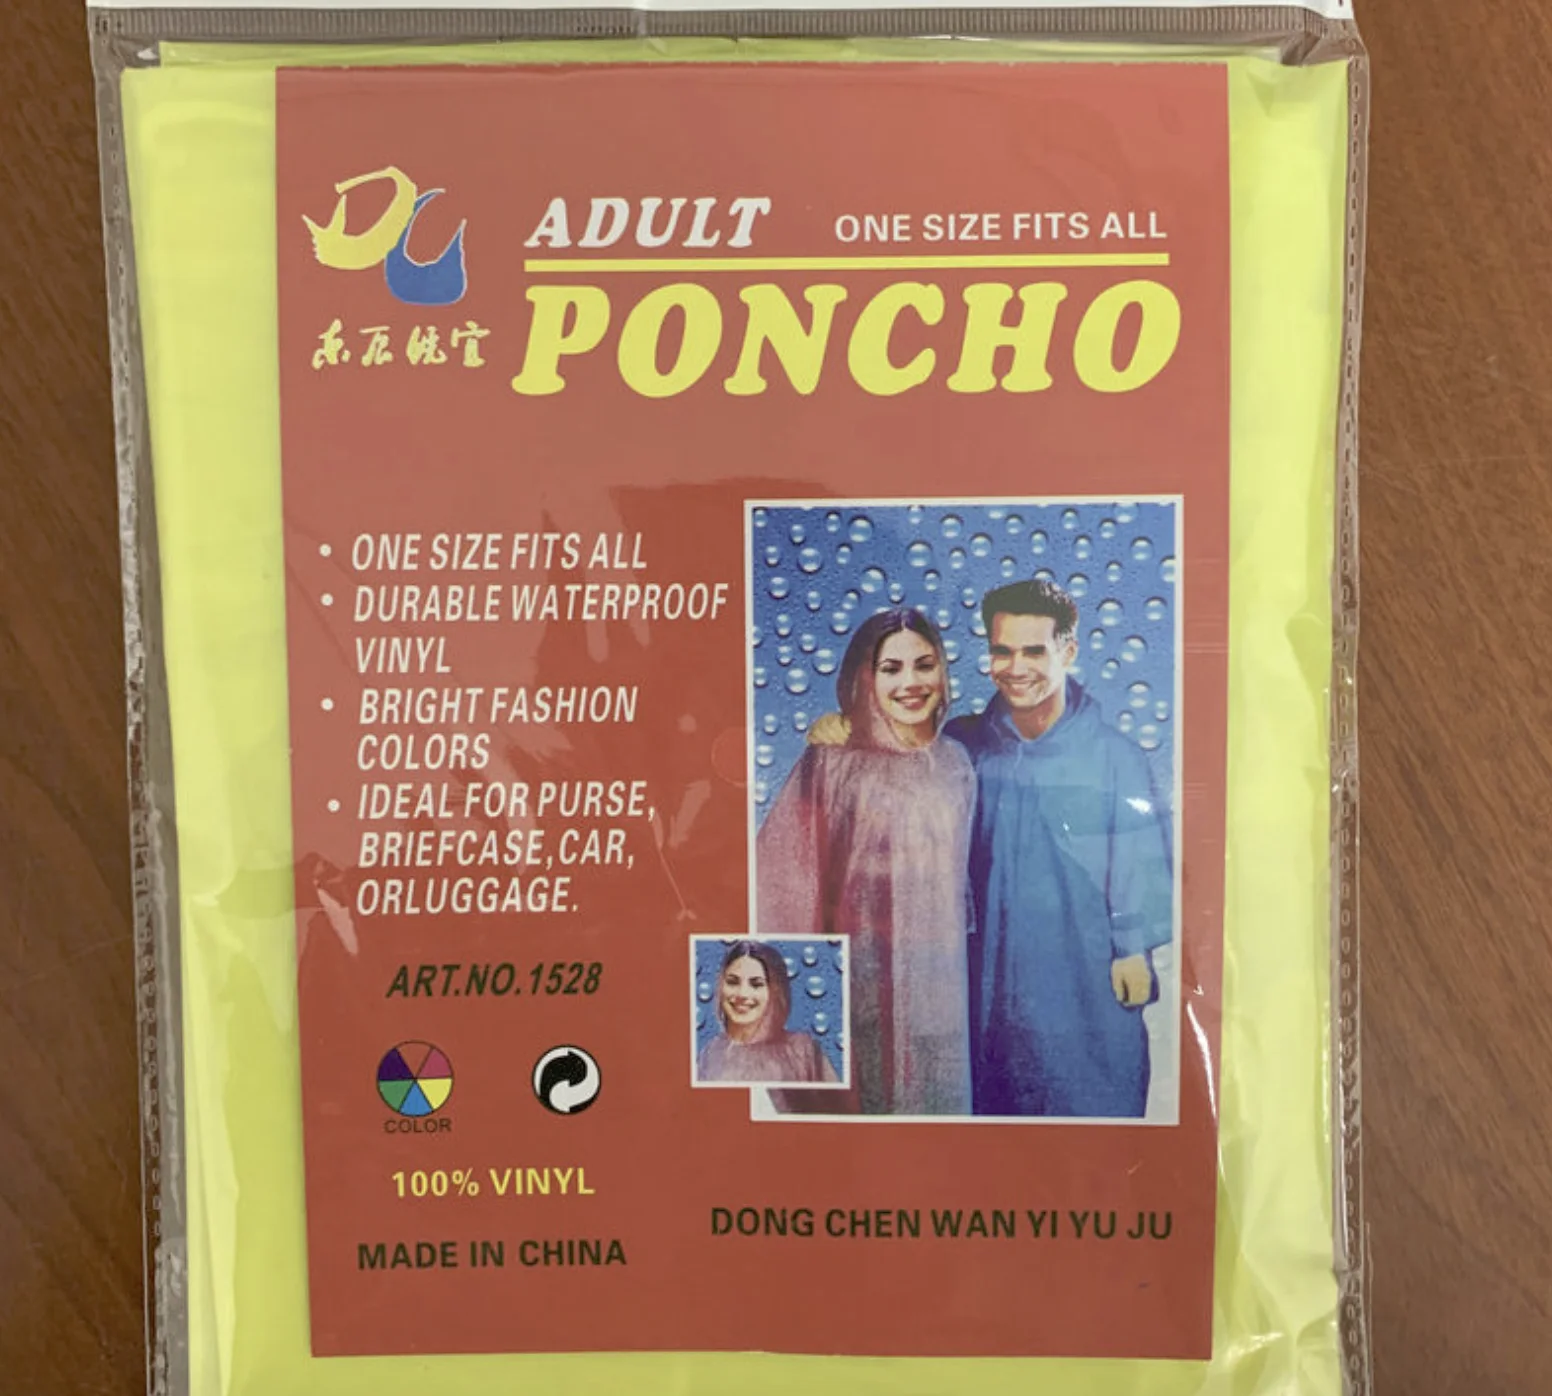 ADULT ONE SIZE FITS ALL
PONCHO
• ONE SIZE FITS ALL
• DURABLE WATERPROOF
VINYL
• BRIGHT FASHION
COLORS
• IDEAL FOR PURSE,
BRIEFCASE,CAR,
ORLUGGAGE.
ART.NO.1528
COLOR
100% VINYL
MADE IN CHINA
DONG CHEN WAN YI YU JU